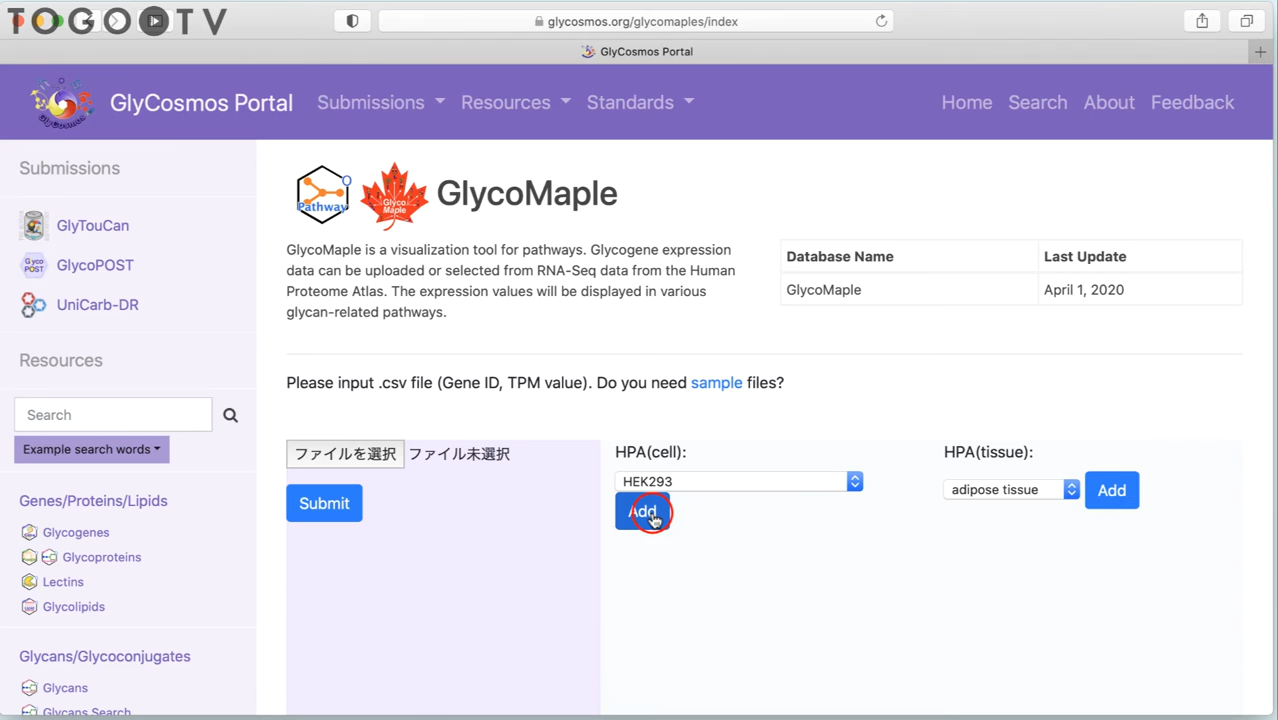 TOGO TV
glycosmos.org/glycomaples/index
GlyCosmos Portal
GlyCosmos Portal
Submissions
Resources
Standards
Home
Search
About
Feedback
Submissions
GlyTouCan
GlycoPOST
UniCarb-DR
Resources
Search
Example search words
Genes/Proteins/Lipids
Glycogenes
Glycoproteins
Lectins
Glycolipids
Glycans/Glycoconjugates
Glycans
Glycans Search
Pathway
Glyco
Maple
GlycoMaple
GlycoMaple is a visualization tool for pathways. Glycogene expression
data can be uploaded or selected from RNA-Seq data from the Human
Proteome Atlas. The expression values will be displayed in various
glycan-related pathways.
Database Name
Last Update
GlycoMaple
April 1, 2020
Please input .csv file (Gene ID, TPM value). Do you need sample files?
ファイルを選択 ファイル未選択
Submit
HPA(cell):
HEK293
Add
HPA(tissue):
adipose tissue
Add